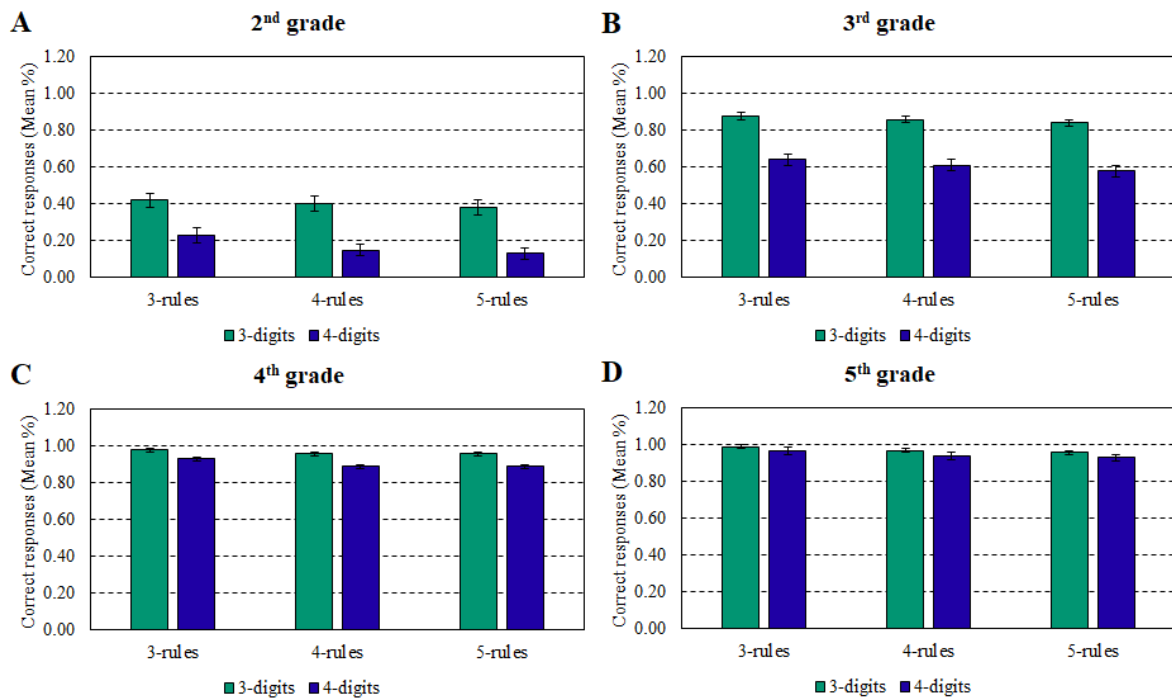 A
2nd grade
Correct responses (Mean %)
1.20
1.00
0.80
0.60
0.40
0.20
0.00
3-rules 4-rules 5-rules
3-digits 4-digits
B
3rd grade
Correct responses (Mean %)
1.20
1.00
0.80
0.60
0.40
0.20
0.00
3-rules 4-rules 5-rules
3-digits 4-digits
C
4th grade
Correct responses (Mean %)
1.20
1.00
0.80
0.60
0.40
0.20
0.00
3-rules 4-rules 5-rules
3-digits 4-digits
D
5th grade
Correct responses (Mean %)
1.20
1.00
0.80
0.60
0.40
0.20
0.00
3-rules 4-rules 5-rules
3-digits 4-digits